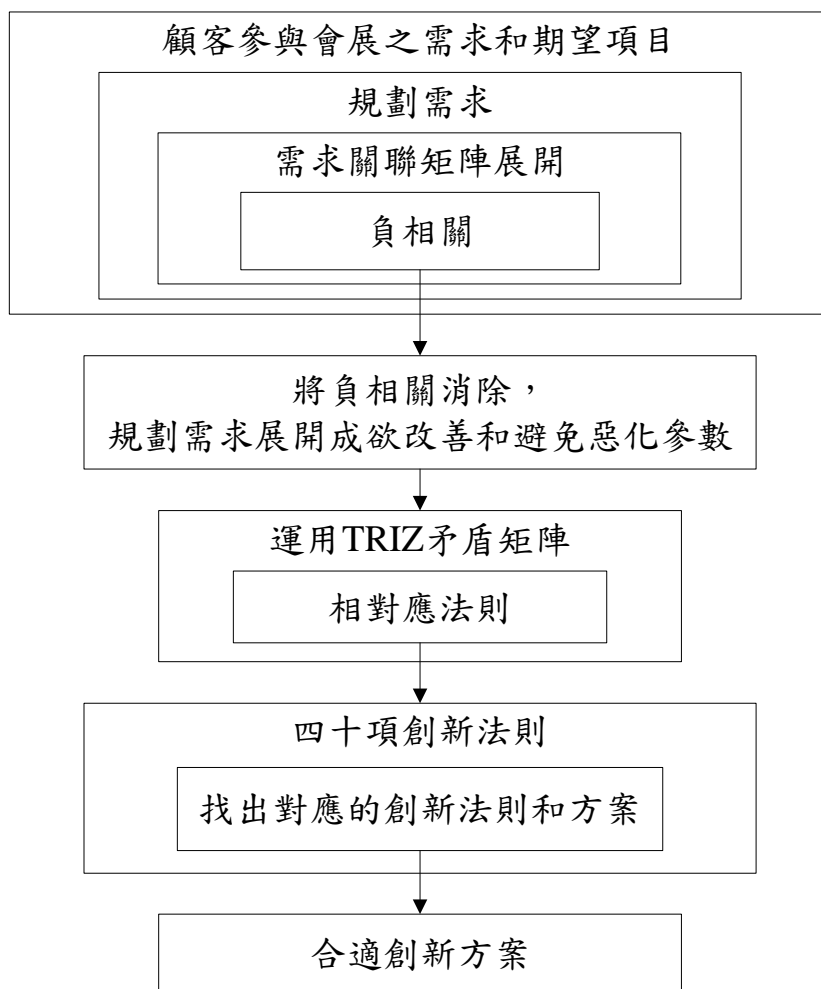 顧客參與會展之需求和期望項目
規劃需求
需求關聯矩陣展開
負相關
將負相關消除，
規劃需求展開成欲改善和避免惡化參數
運用TRIZ矛盾矩陣
相對應法則
四十項創新法則
找出對應的創新法則和方案
合適創新方案